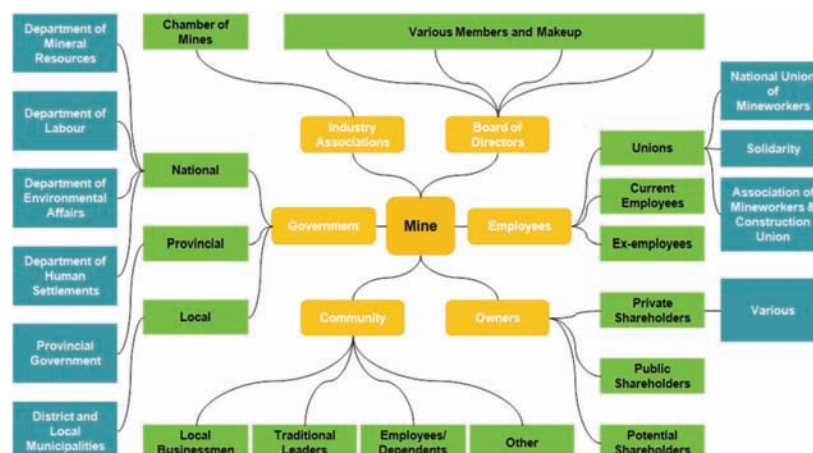 Department of
Mineral
Resources
Chamber of
Mines
Various Members and Makeup
National Union
of
Mineworkers
Department of
Labour
Industry
Associations
Board of
Directors
Unions
Solidarity
National
Department of
Environmental
Affairs
Current
Employees
Association of
Mineworkers &
Construction
Union
Government
Mine
Employees
Provincial
Ex-employees
Department of
Human
Settlements
Local
Community
Owners
Private
Shareholders
Various
Provincial
Government
Public
Shareholders
District and
Local
Municipalities
Local
Businessmen
Traditional
Leaders
Employees/
Dependents
Other
Potential
Shareholders